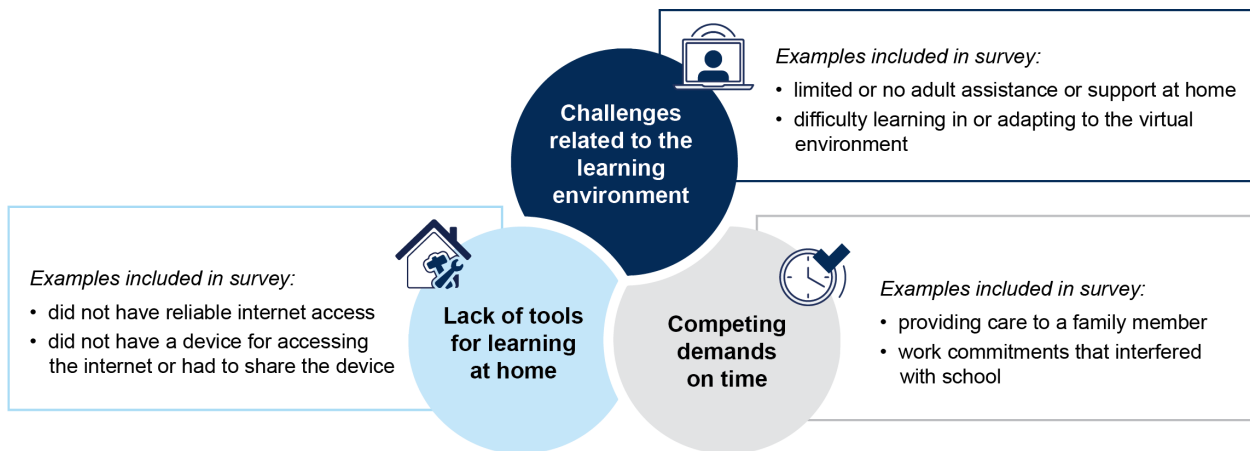 Challenges
related to the
learning
environment
Examples included in survey:
• limited or no adult assistance or support at home
• difficulty learning in or adapting to the virtual
environment
Lack of tools
for learning
at home
Examples included in survey:
• did not have reliable internet access
• did not have a device for accessing
the internet or had to share the device
Competing
demands
on time
Examples included in survey:
• providing care to a family member
• work commitments that interfered
with school